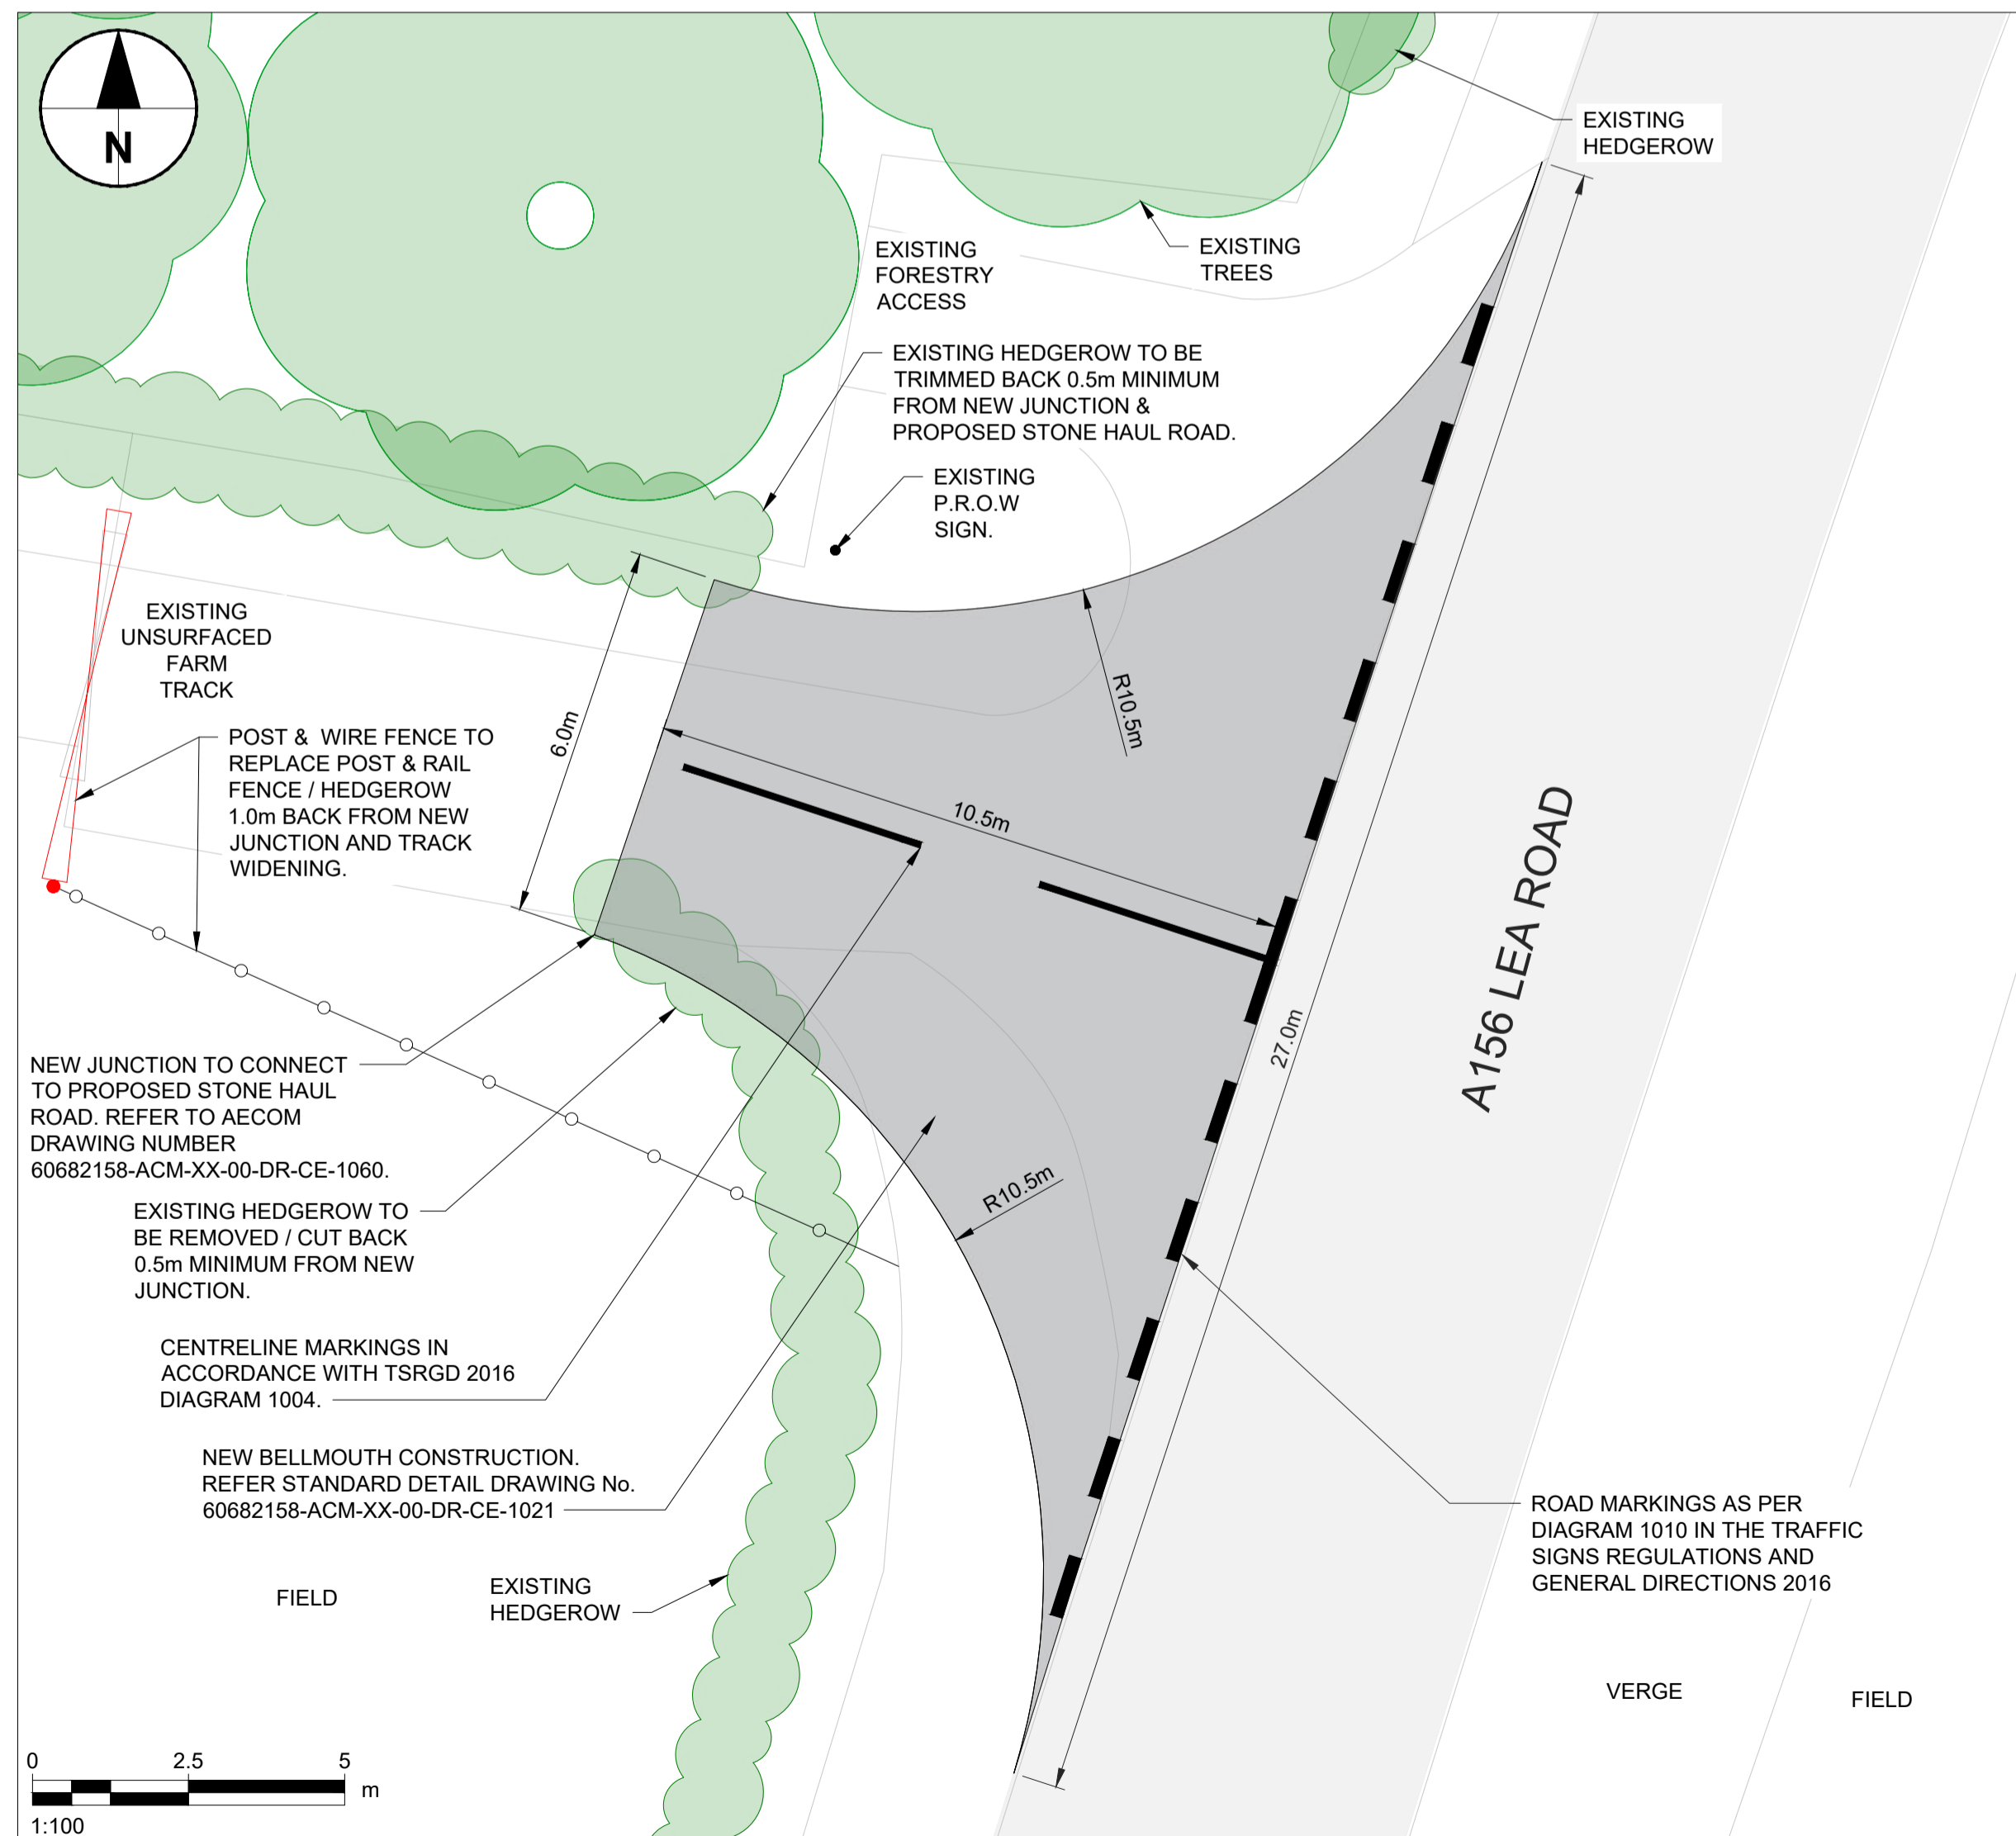 N
EXISTING
HEDGEROW
EXISTING
FORESTRY
ACCESS
EXISTING
TREES
EXISTING HEDGEROW TO BE
TRIMMED BACK 0.5m MINIMUM
FROM NEW JUNCTION &
PROPOSED STONE HAUL ROAD.
EXISTING
P.R.O.W
SIGN.
EXISTING
UNSURFACED
FARM
TRACK
6.0m
R10.5m
POST & WIRE FENCE TO
REPLACE POST & RAIL
FENCE / HEDGEROW
1.0m BACK FROM NEW
JUNCTION AND TRACK
WIDENING.
10.5m
A156 LEA ROAD
27.0m
NEW JUNCTION TO CONNECT
TO PROPOSED STONE HAUL
ROAD. REFER TO AECOM
DRAWING NUMBER
60682158-ACM-XX-00-DR-CE-1060.
R10.5m
EXISTING HEDGEROW TO
BE REMOVED / CUT BACK
0.5m MINIMUM FROM NEW
JUNCTION.
CENTRELINE MARKINGS IN
ACCORDANCE WITH TSRGD 2016
DIAGRAM 1004.
NEW BELLMOUTH CONSTRUCTION.
REFER STANDARD DETAIL DRAWING No.
60682158-ACM-XX-00-DR-CE-1021
ROAD MARKINGS AS PER
DIAGRAM 1010 IN THE TRAFFIC
SIGNS REGULATIONS AND
GENERAL DIRECTIONS 2016
FIELD
EXISTING
HEDGEROW
VERGE
FIELD
0 2.5 5
m
1:100